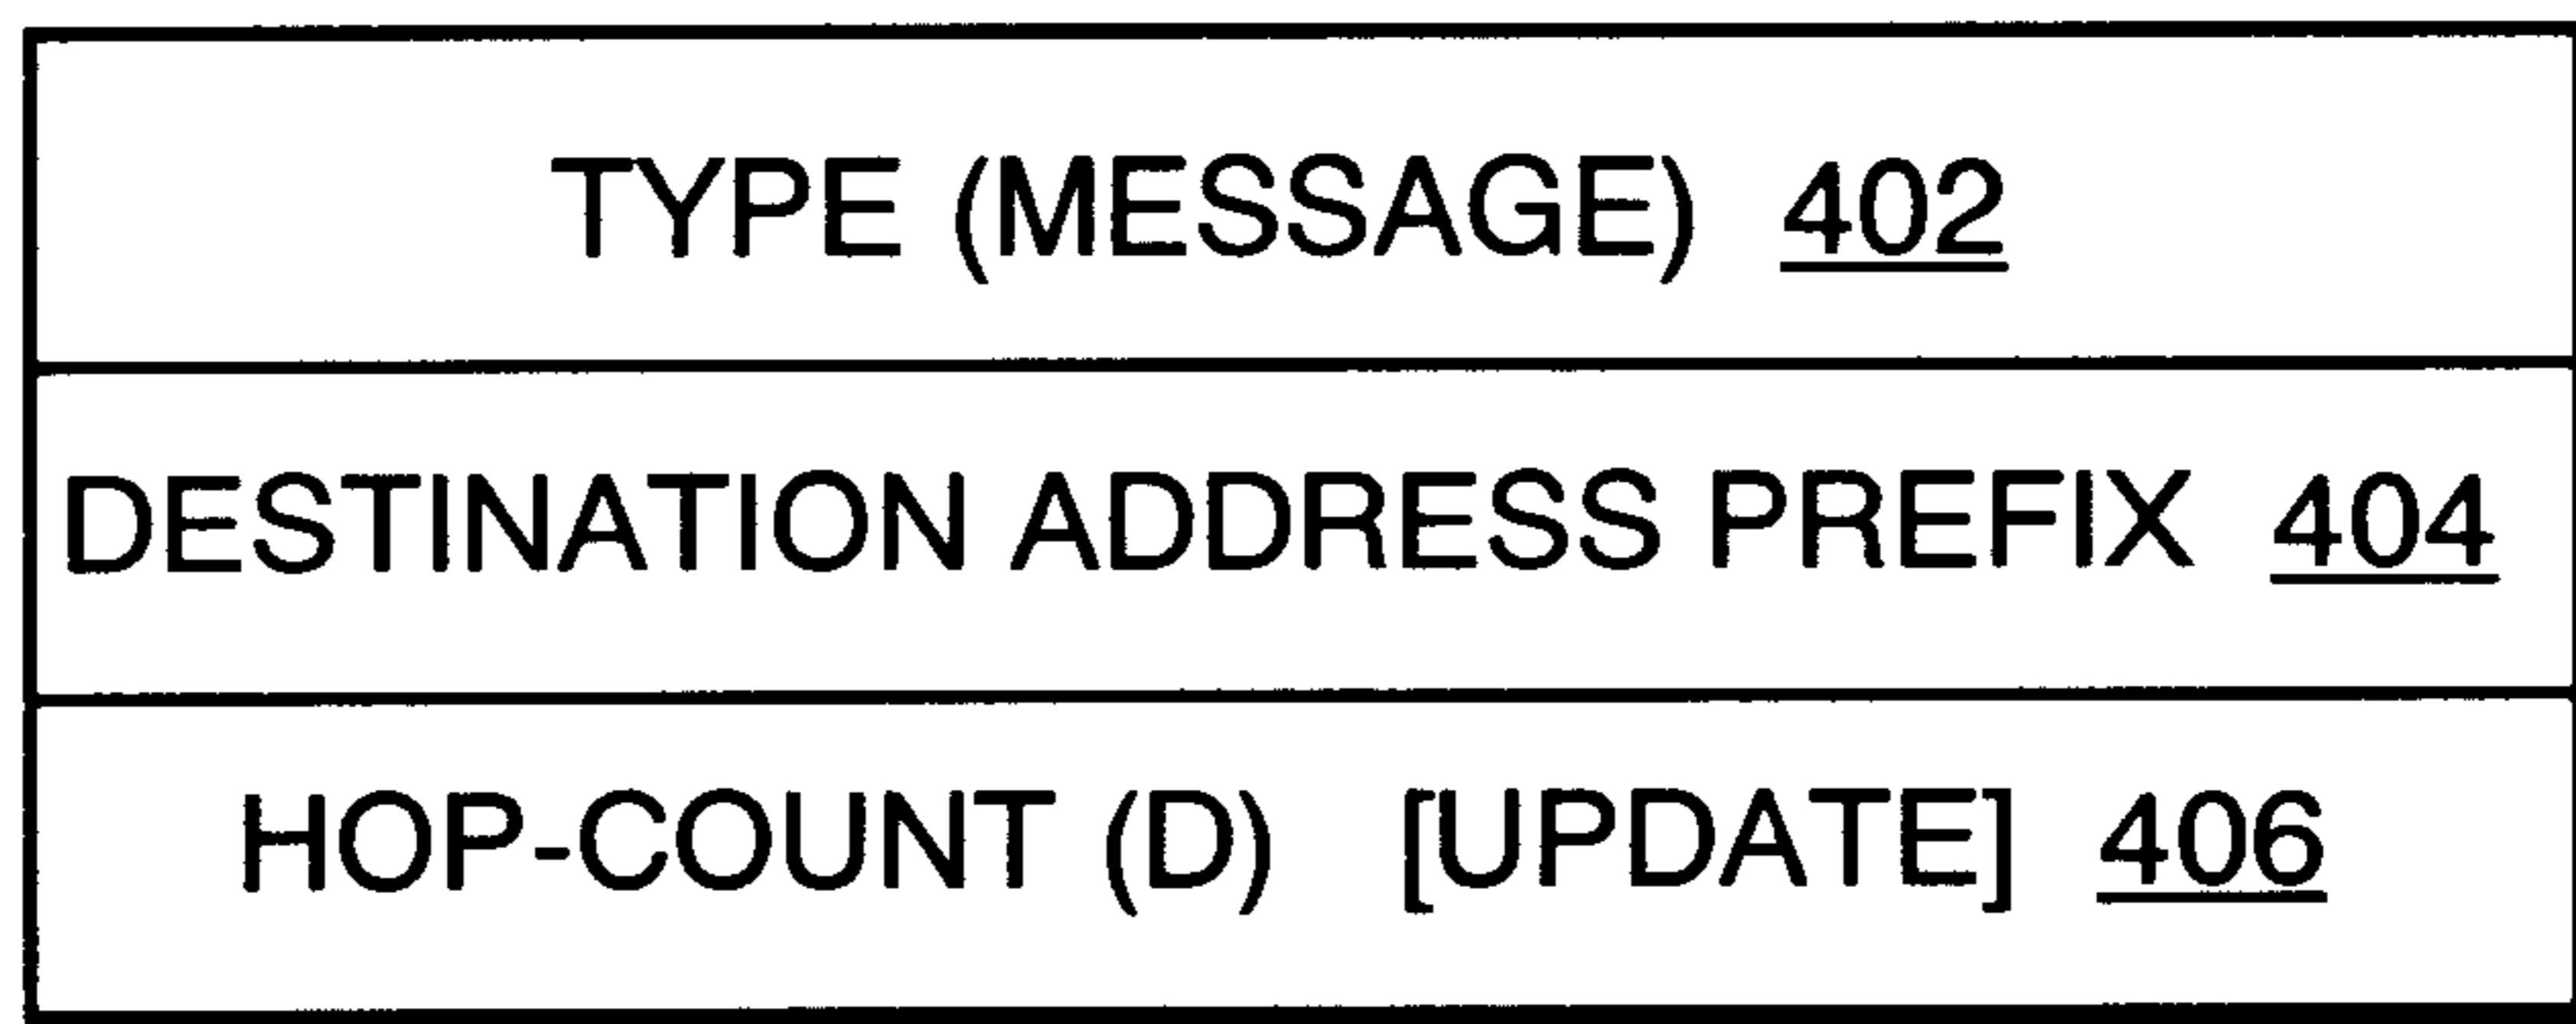 TYPE (MESSAGE) 402
DESTINATION ADDRESS PREFIX 404
HOP-COUNT (D) [UPDATE] 406